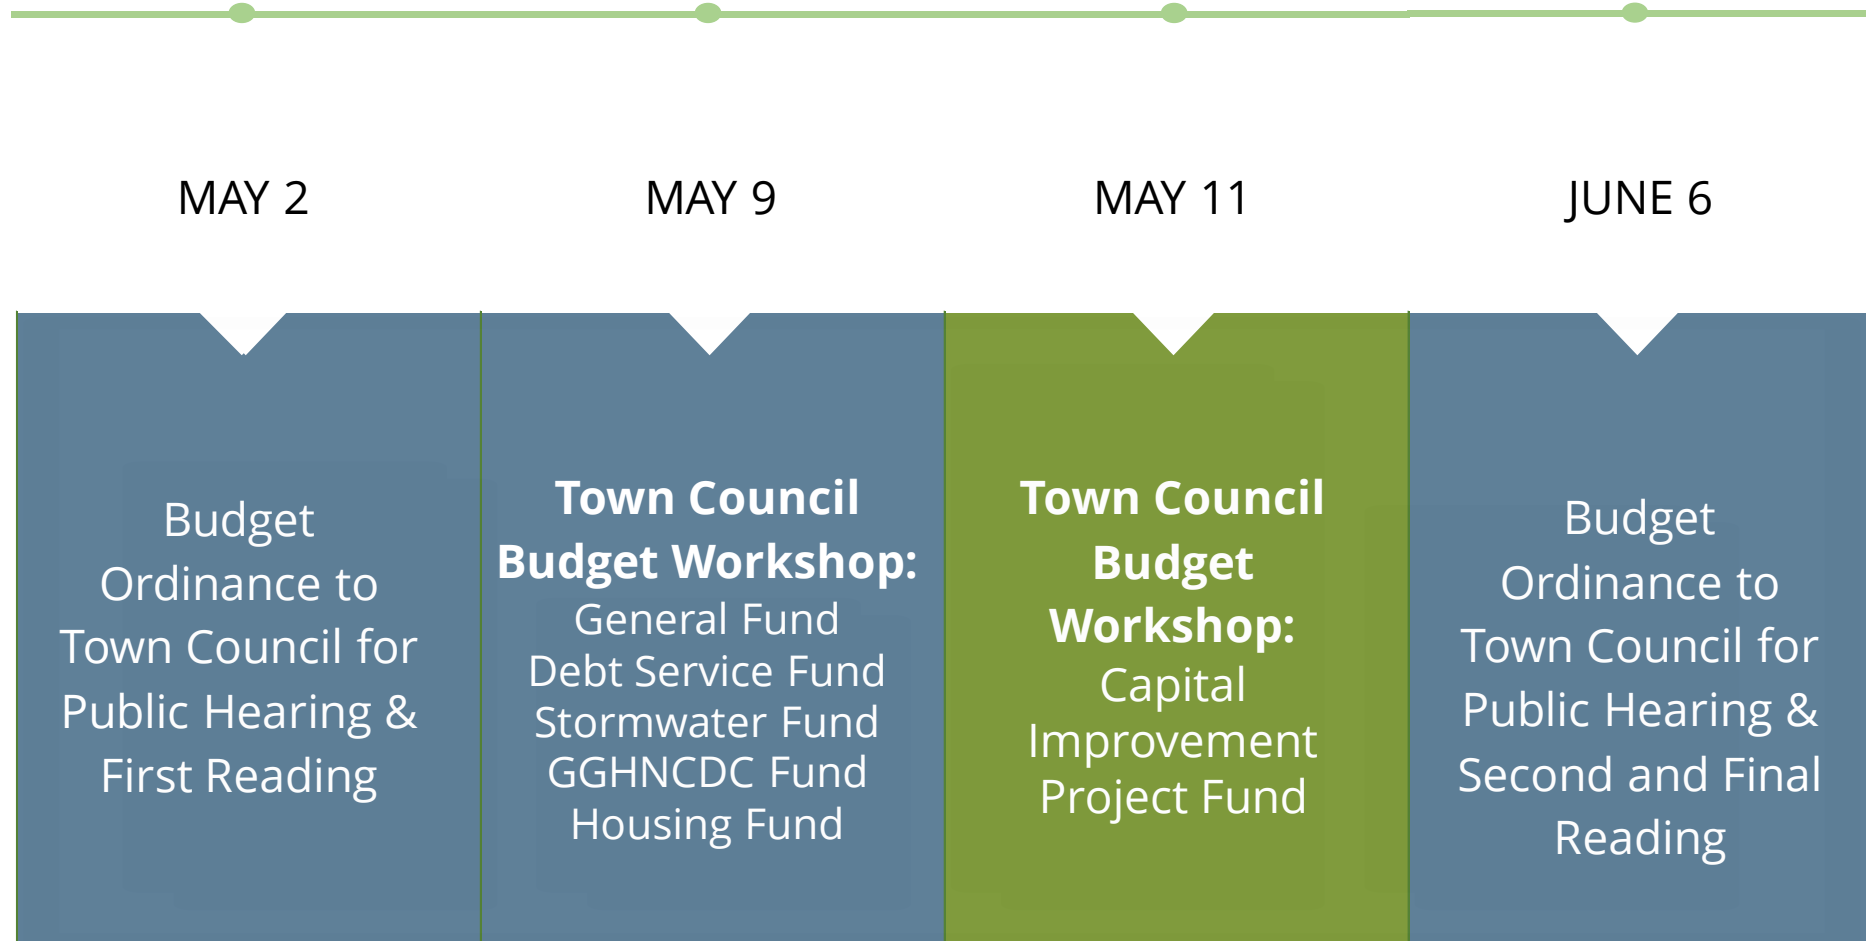 MAY 2
MAY 9
MAY 11
JUNE 6
Budget
Ordinance to
Town Council for
Public Hearing &
First Reading
Town Council
Budget Workshop:
General Fund
Debt Service Fund
Stormwater Fund
GGHNCDC Fund
Housing Fund
Town Council
Budget
Workshop:
Capital
Improvement
Project Fund
Budget
Ordinance to
Town Council for
Public Hearing &
Second and Final
Reading